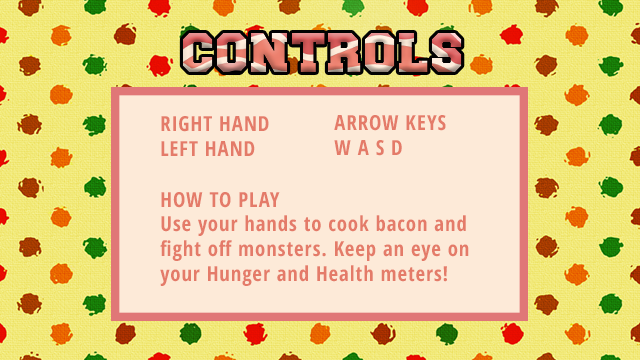 CONTROLS
RIGHT HAND ARROW KEYS
LEFT HAND W A S D
HOW TO PLAY
Use your hands to cook bacon and
fight off monsters. Keep an eye on
your Hunger and Health meters!